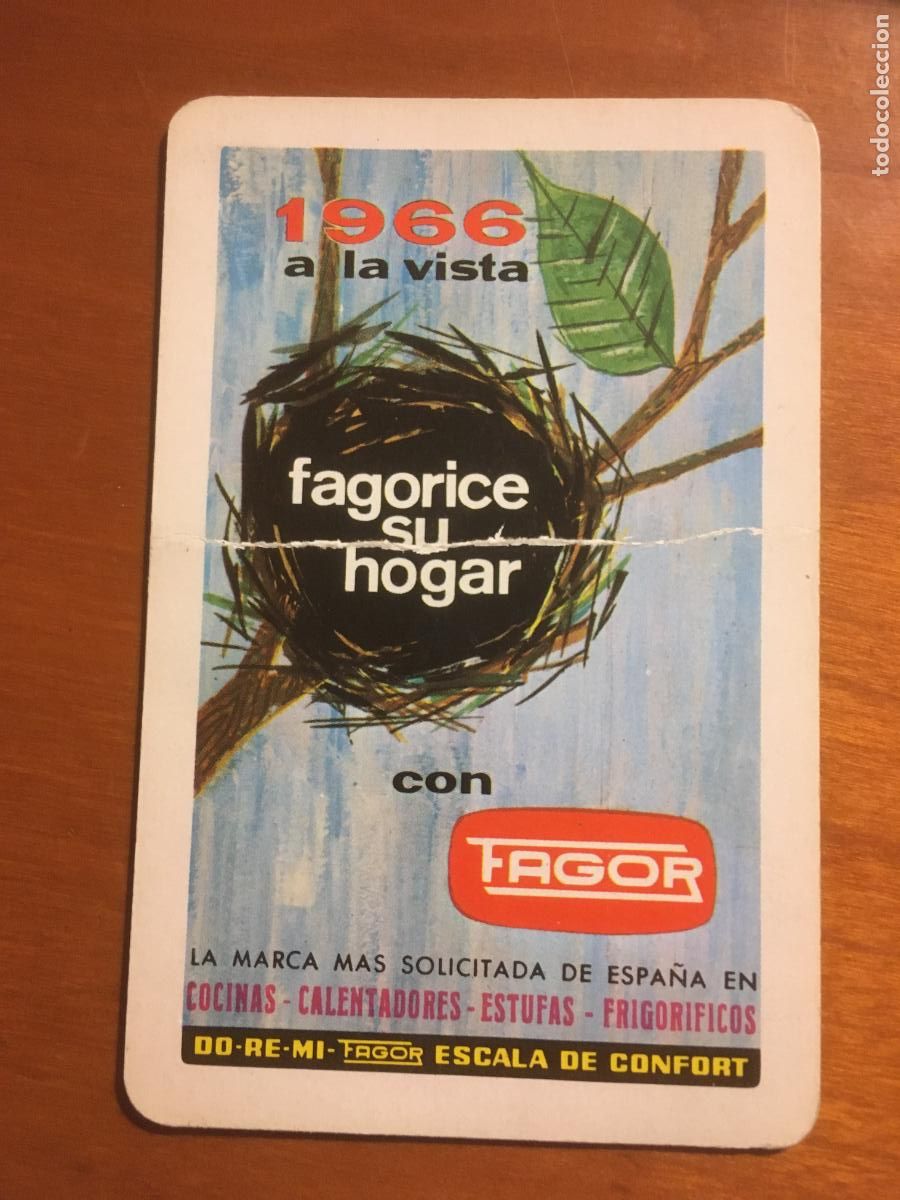 1966
a la vista
fagorice
su
hogar
con
FAGOR
LA MARCA MAS SOLICITADA DE ESPAÑA EN
COCINAS - CALENTADORES - ESTUFAS - FRIGORIFICOS
DO-RE-MI-FAGOR ESCALA DE CONFORT
todocoleccion